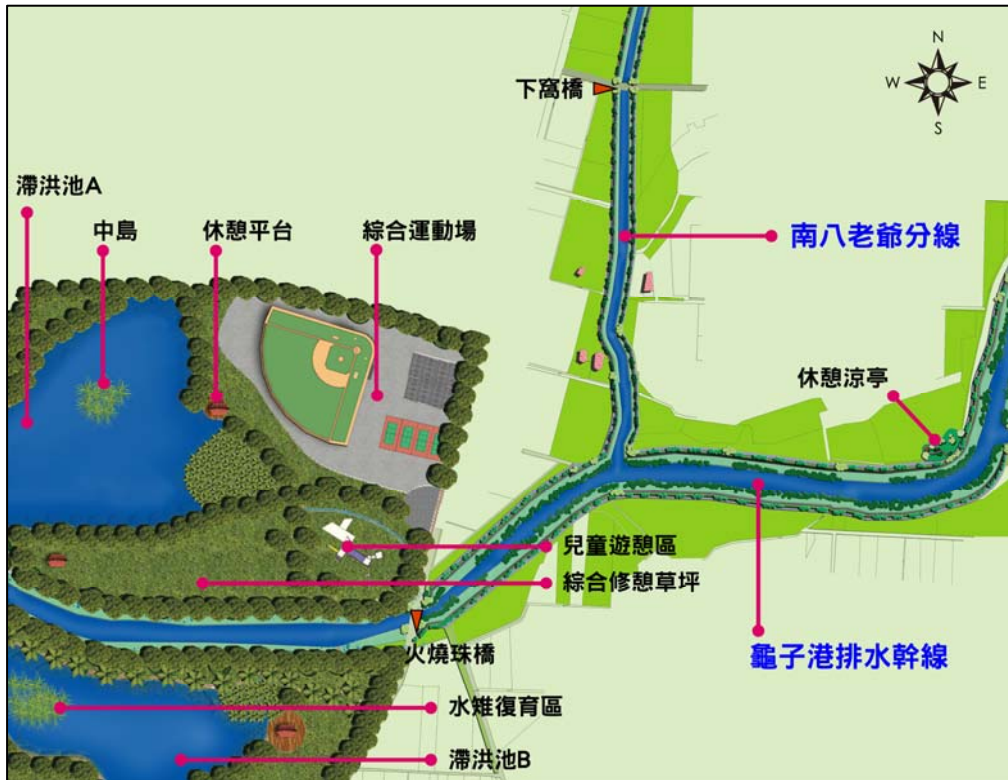 N
下窩橋
W
E
S
滯洪池A
中島
休憩平台
綜合運動場
南八老爺分線
休憩涼亭
兒童遊憩區
綜合修憩草坪
火燒珠橋
龜子港排水幹線
水雉復育區
滯洪池B